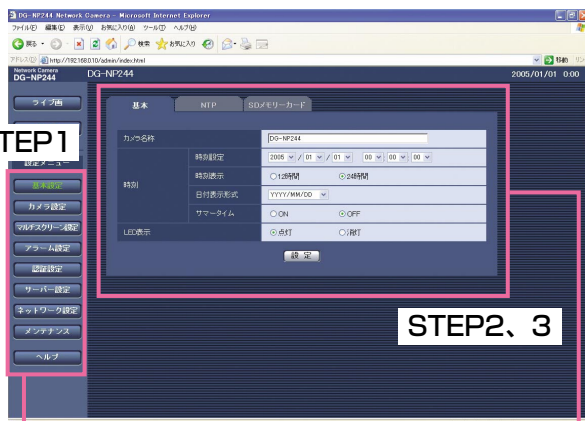 DG-NP244 Network Camera - Microsoft Internet Explorer
ファイル(F) 編集(E) 表示(V) お気に入り(A) ツール(T) ヘルプ(H)
戻る 検索 お気に入り
アドレス(D) http://192.168.0.10/admin/index.html 移動
Network Camera
DG-NP244
DG-NP244
2005/01/01 0:00
ライブ画
TEP1
設定メニュー
基本設定
カメラ設定
マルチスクリーン設定
アラーム設定
認証設定
サーバー設定
ネットワーク設定
メンテナンス
ヘルプ
基本 NTP SDメモリーカード
カメラ名称 DG-NP244
時刻
時刻設定 2005 / 01 / 01 00 : 00 : 00
時刻表示 12時間 24時間
日付表示形式 YYYY/MM/DD
サマータイム ON OFF
LED表示 点灯 消灯
設定
STEP2、3